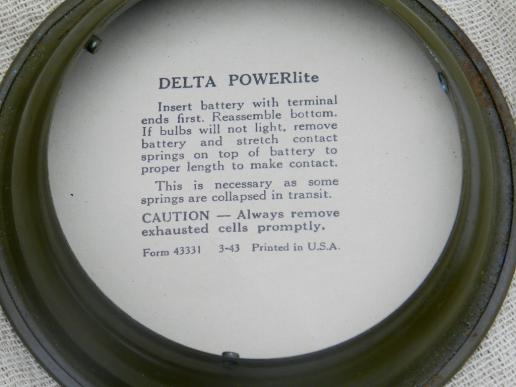 DELTA POWERlite
Insert battery with terminal
ends first. Reassemble bottom.
If bulbs will not light, remove
battery and stretch contact
springs on top of battery to
proper length to make contact.
This is necessary as some
springs are collapsed in transit.
CAUTION — Always remove
exhausted cells promptly.
Form 43331 3-43 Printed in U.S.A.